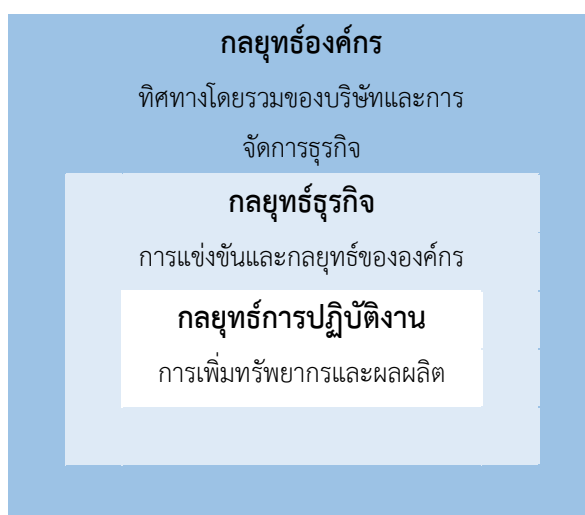 กลยุทธ์องค์กร
ทิศทางโดยรวมของบริษัทและการ
จัดการธุรกิจ
กลยุทธ์ธุรกิจ
การแข่งขันและกลยุทธ์ขององค์กร
กลยุทธ์การปฏิบัติงาน
การเพิ่มทรัพยากรและผลผลิต